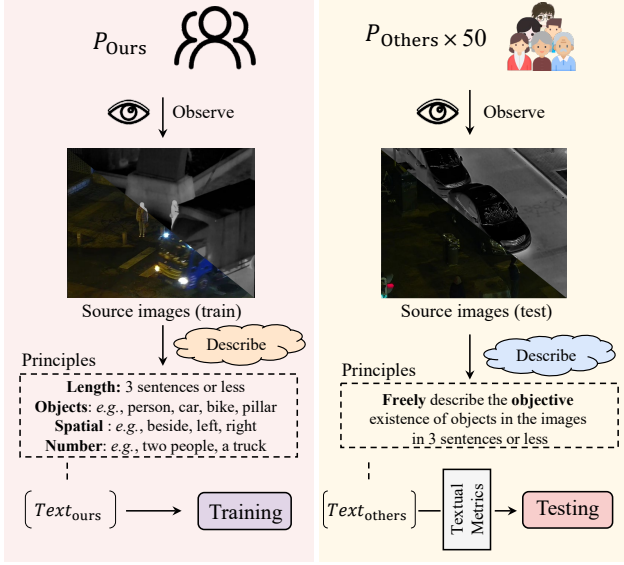 P_Ours
Observe
Source images (train)
Describe
Principles
Length: 3 sentences or less
Objects: e.g., person, car, bike, pillar
Spatial : e.g., beside, left, right
Number: e.g., two people, a truck
Text_ours
Training
P_Others × 50
Observe
Source images (test)
Describe
Principles
Freely describe the objective
existence of objects in the images
in 3 sentences or less
Text_others
Textual
Metrics
Testing